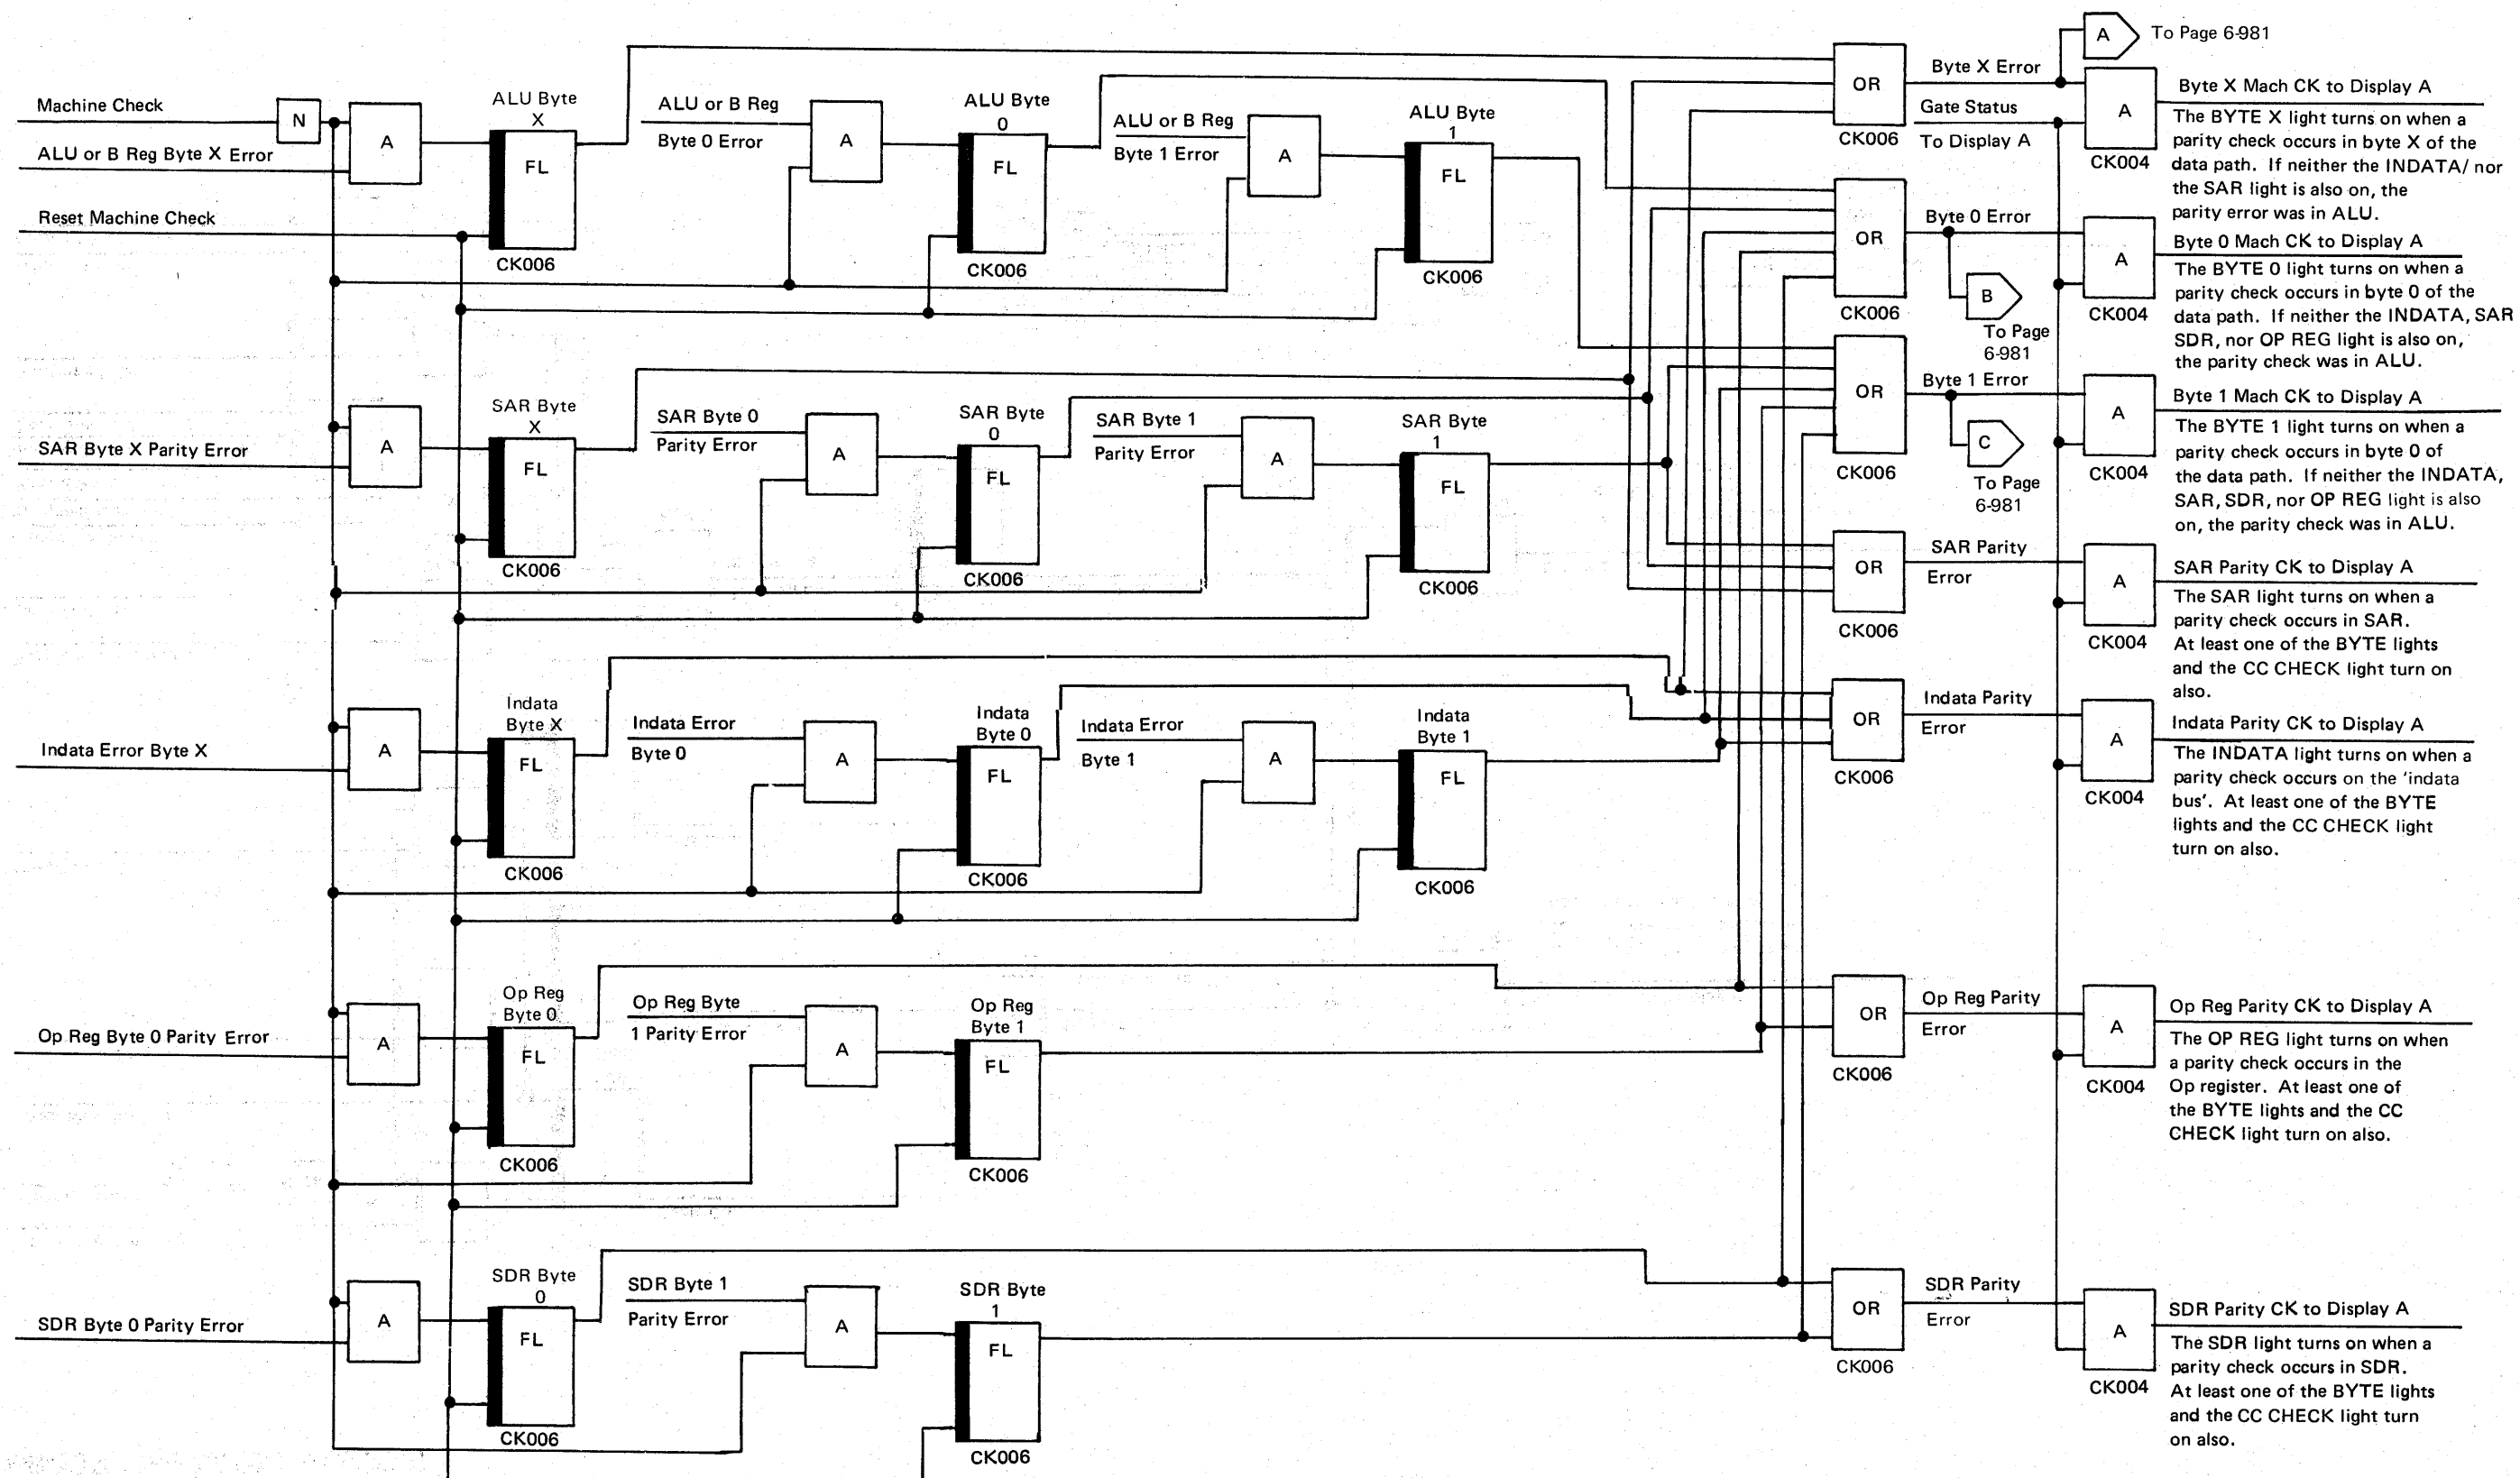 A
To Page 6-981
Machine Check
N
A
ALU or B Reg Byte X Error
ALU Byte
X
FL
CK006
Reset Machine Check
ALU or B Reg
Byte 0 Error
A
ALU Byte
0
FL
CK006
ALU or B Reg
Byte 1 Error
A
ALU Byte
1
FL
CK006
OR
CK006
Byte X Error
Gate Status
To Display A
A
CK004
Byte X Mach CK to Display A
The BYTE X light turns on when a
parity check occurs in byte X of the
data path. If neither the INDATA/ nor
the SAR light is also on, the
parity error was in ALU.
OR
CK006
Byte 0 Error
B
To Page
6-981
A
CK004
Byte 0 Mach CK to Display A
The BYTE 0 light turns on when a
parity check occurs in byte 0 of the
data path. If neither the INDATA, SAR
SDR, nor OP REG light is also on,
the parity check was in ALU.
OR
CK006
Byte 1 Error
C
To Page
6-981
A
CK004
Byte 1 Mach CK to Display A
The BYTE 1 light turns on when a
parity check occurs in byte 0 of
the data path. If neither the INDATA,
SAR, SDR, nor OP REG light is also
on, the parity check was in ALU.
SAR Byte X Parity Error
A
SAR Byte
X
FL
CK006
SAR Byte 0
Parity Error
A
SAR Byte
0
FL
CK006
SAR Byte 1
Parity Error
A
SAR Byte
1
FL
CK006
OR
CK006
SAR Parity
Error
A
CK004
SAR Parity CK to Display A
The SAR light turns on when a
parity check occurs in SAR.
At least one of the BYTE lights
and the CC CHECK light turn on
also.
Indata Error Byte X
A
Indata
Byte X
FL
CK006
Indata Error
Byte 0
A
Indata
Byte 0
FL
CK006
Indata Error
Byte 1
A
Indata
Byte 1
FL
CK006
OR
CK006
Indata Parity
Error
A
CK004
Indata Parity CK to Display A
The INDATA light turns on when a
parity check occurs on the 'indata
bus'. At least one of the BYTE
lights and the CC CHECK light
turn on also.
Op Reg Byte 0 Parity Error
A
Op Reg
Byte 0
FL
CK006
Op Reg Byte
1 Parity Error
A
Op Reg
Byte 1
FL
CK006
OR
CK006
Op Reg Parity
Error
A
CK004
Op Reg Parity CK to Display A
The OP REG light turns on when
a parity check occurs in the
Op register. At least one of
the BYTE lights and the CC
CHECK light turn on also.
SDR Byte 0 Parity Error
A
SDR Byte
0
FL
CK006
SDR Byte 1
Parity Error
A
SDR Byte
1
FL
CK006
OR
CK006
SDR Parity
Error
A
CK004
SDR Parity CK to Display A
The SDR light turns on when a
parity check occurs in SDR.
At least one of the BYTE lights
and the CC CHECK light turn
on also.